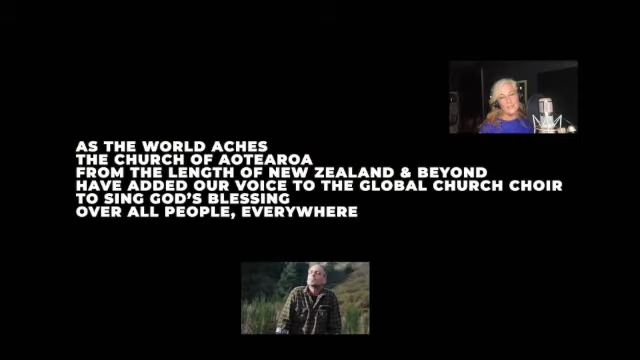 AS THE WORLD ACHES
THE CHURCH OF AOTEAROA
FROM THE LENGTH OF NEW ZEALAND & BEYOND
HAVE ADDED OUR VOICE TO THE GLOBAL CHURCH CHOIR
TO SING GOD'S BLESSING
OVER ALL PEOPLE, EVERYWHERE